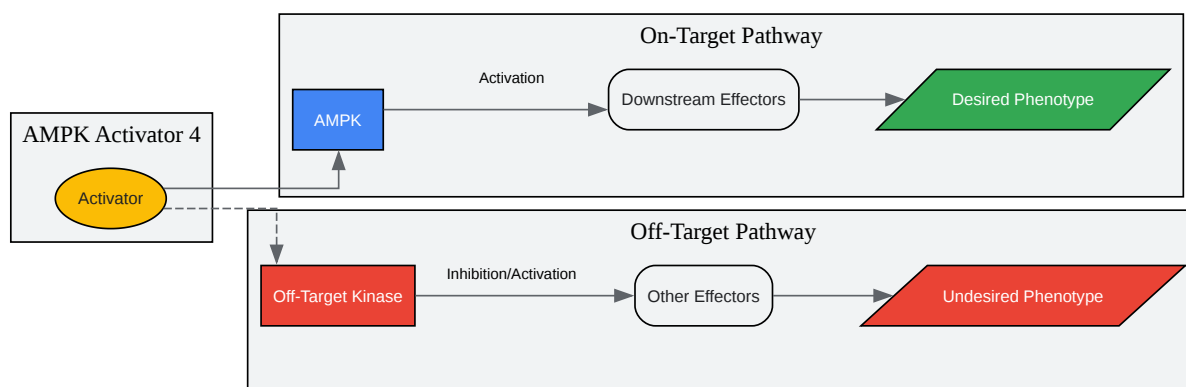 On-Target Pathway
Activation
AMPK
Downstream Effectors
Desired Phenotype
AMPK Activator 4
Activator
Off-Target Pathway
Inhibition/Activation
Off-Target Kinase
Other Effectors
Undesired Phenotype